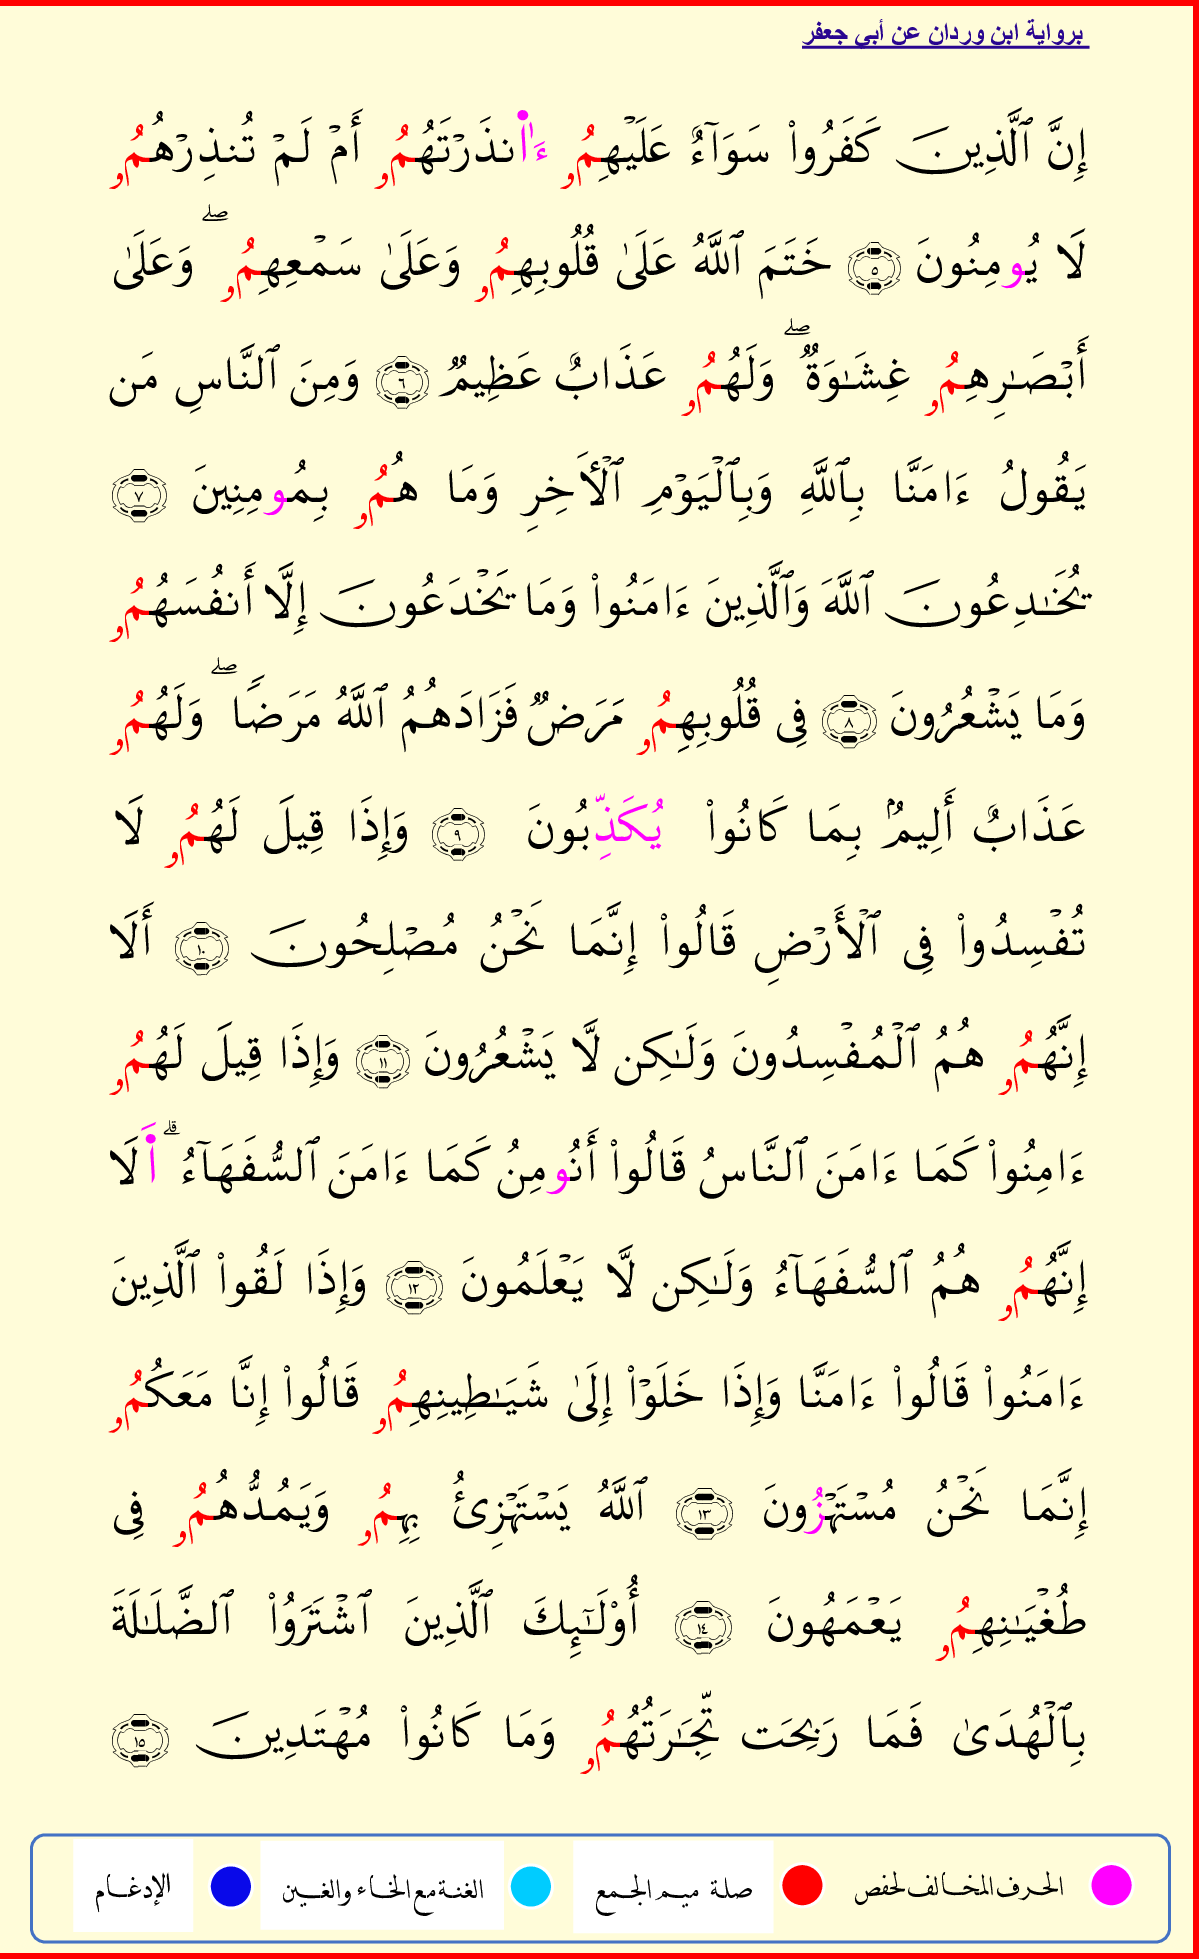 برواية ابن وردان عن أبي جعفر
إِنَّ ٱلَّذِينَ كَفَرُواْ سَوَآءٌ عَلَيْهِمُو ءَا۬نذَرْتَهُمُو أَمْ لَمْ تُنذِرْهُمُو
لَا يُومِنُونَ ٥ خَتَمَ ٱللَّهُ عَلَىٰ قُلُوبِهِمُو وَعَلَىٰ سَمْعِهِمُو ۖ وَعَلَىٰ
أَبْصَـٰرِهِمُو غِشَـٰوَةٌ ۖ وَلَهُمُو عَذَابٌ عَظِيمٌ ٦ وَمِنَ ٱلنَّاسِ مَن
يَقُولُ ءَامَنَّا بِٱللَّهِ وَبِٱلْيَوْمِ ٱلْأَخِرِ وَمَا هُمُو بِمُومِنِينَ ٧
يُخَـٰدِعُونَ ٱللَّهَ وَٱلَّذِينَ ءَامَنُواْ وَمَا يَخْدَعُونَ إِلَّا أَنفُسَهُمُو
وَمَا يَشْعُرُونَ ٨ فِى قُلُوبِهِمُو مَرَضٌ فَزَادَهُمُ ٱللَّهُ مَرَضًا ۖ وَلَهُمُو
عَذَابٌ أَلِيمٌ بِمَا كَانُواْ يُكَذِّبُونَ ٩ وَإِذَا قِيلَ لَهُمُو لَا
تُفْسِدُواْ فِى ٱلْأَرْضِ قَالُواْ إِنَّمَا نَحْنُ مُصْلِحُونَ ١٠ أَلَا
إِنَّهُمُو هُمُ ٱلْمُفْسِدُونَ وَلَـٰكِن لَّا يَشْعُرُونَ ١١ وَإِذَا قِيلَ لَهُمُو
ءَامِنُواْ كَمَا ءَامَنَ ٱلنَّاسُ قَالُواْ أَنُومِنُ كَمَا ءَامَنَ ٱلسُّفَهَآءُ ۗ أَ۬لَا
إِنَّهُمُو هُمُ ٱلسُّفَهَآءُ وَلَـٰكِن لَّا يَعْلَمُونَ ١٢ وَإِذَا لَقُواْ ٱلَّذِينَ
ءَامَنُواْ قَالُواْ ءَامَنَّا وَإِذَا خَلَوْاْ إِلَىٰ شَيَـٰطِينِهِمُو قَالُواْ إِنَّا مَعَكُمُو
إِنَّمَا نَحْنُ مُسْتَهْزُونَ ١٣ ٱللَّهُ يَسْتَهْزِئُ بِهِمُو وَيَمُدُّهُمُو فِى
طُغْيَـٰنِهِمُو يَعْمَهُونَ ١٤ أُوْلَـٰٓئِكَ ٱلَّذِينَ ٱشْتَرَوُاْ ٱلضَّلَـٰلَةَ
بِٱلْهُدَىٰ فَمَا رَبِحَت تِّجَـٰرَتُهُمُو وَمَا كَانُواْ مُهْتَدِينَ ١٥
الحرف المخالف لحفص صلة ميم الجمع الغنة مع الخاء والغين الإدغام